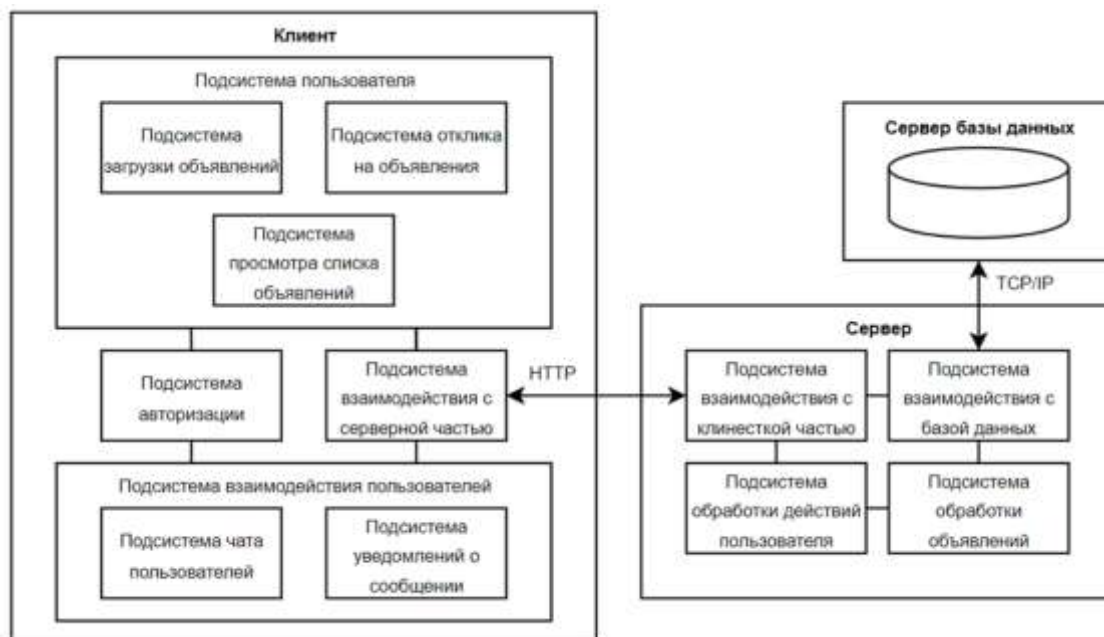 Клиент
Подсистема пользователя
Подсистема
загрузки объявлений
Подсистема отклика
на объявления
Подсистема
просмотра списка
объявлений
Подсистема
авторизации
Подсистема
взаимодействия с
серверной частью
Подсистема взаимодействия пользователей
Подсистема чата
пользователей
Подсистема
уведомлений о
сообщении
HTTP
Сервер базы данных
TCP/IP
Сервер
Подсистема
взаимодействия с
клинесткой частью
Подсистема
взаимодействия с
базой данных
Подсистема
обработки действий
пользователя
Подсистема
обработки
объявлений